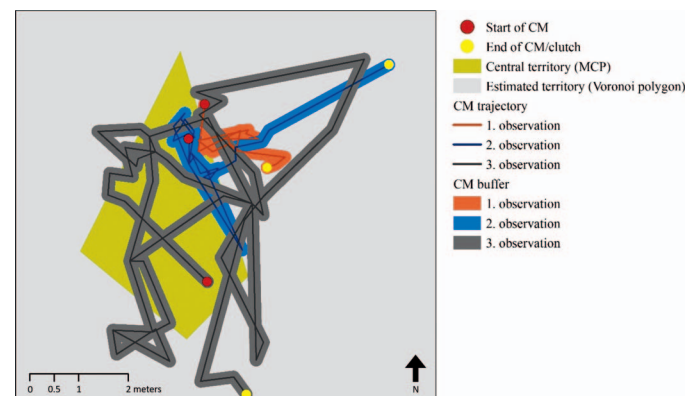 Start of CM
End of CM/clutch
Central territory (MCP)
Estimated territory (Voronoi polygon)
CM trajectory
1. observation
2. observation
3. observation
CM buffer
1. observation
2. observation
3. observation
0 0.5 1 2 meters
N